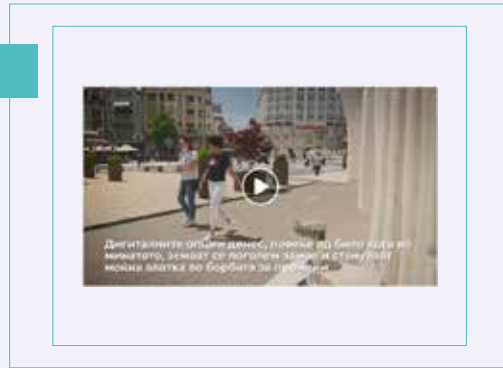 Дигиталните опции денес, повеќе од било кога во
минатото, земаат се поголем замав и стануваат
моќна алатка во борбата за промени